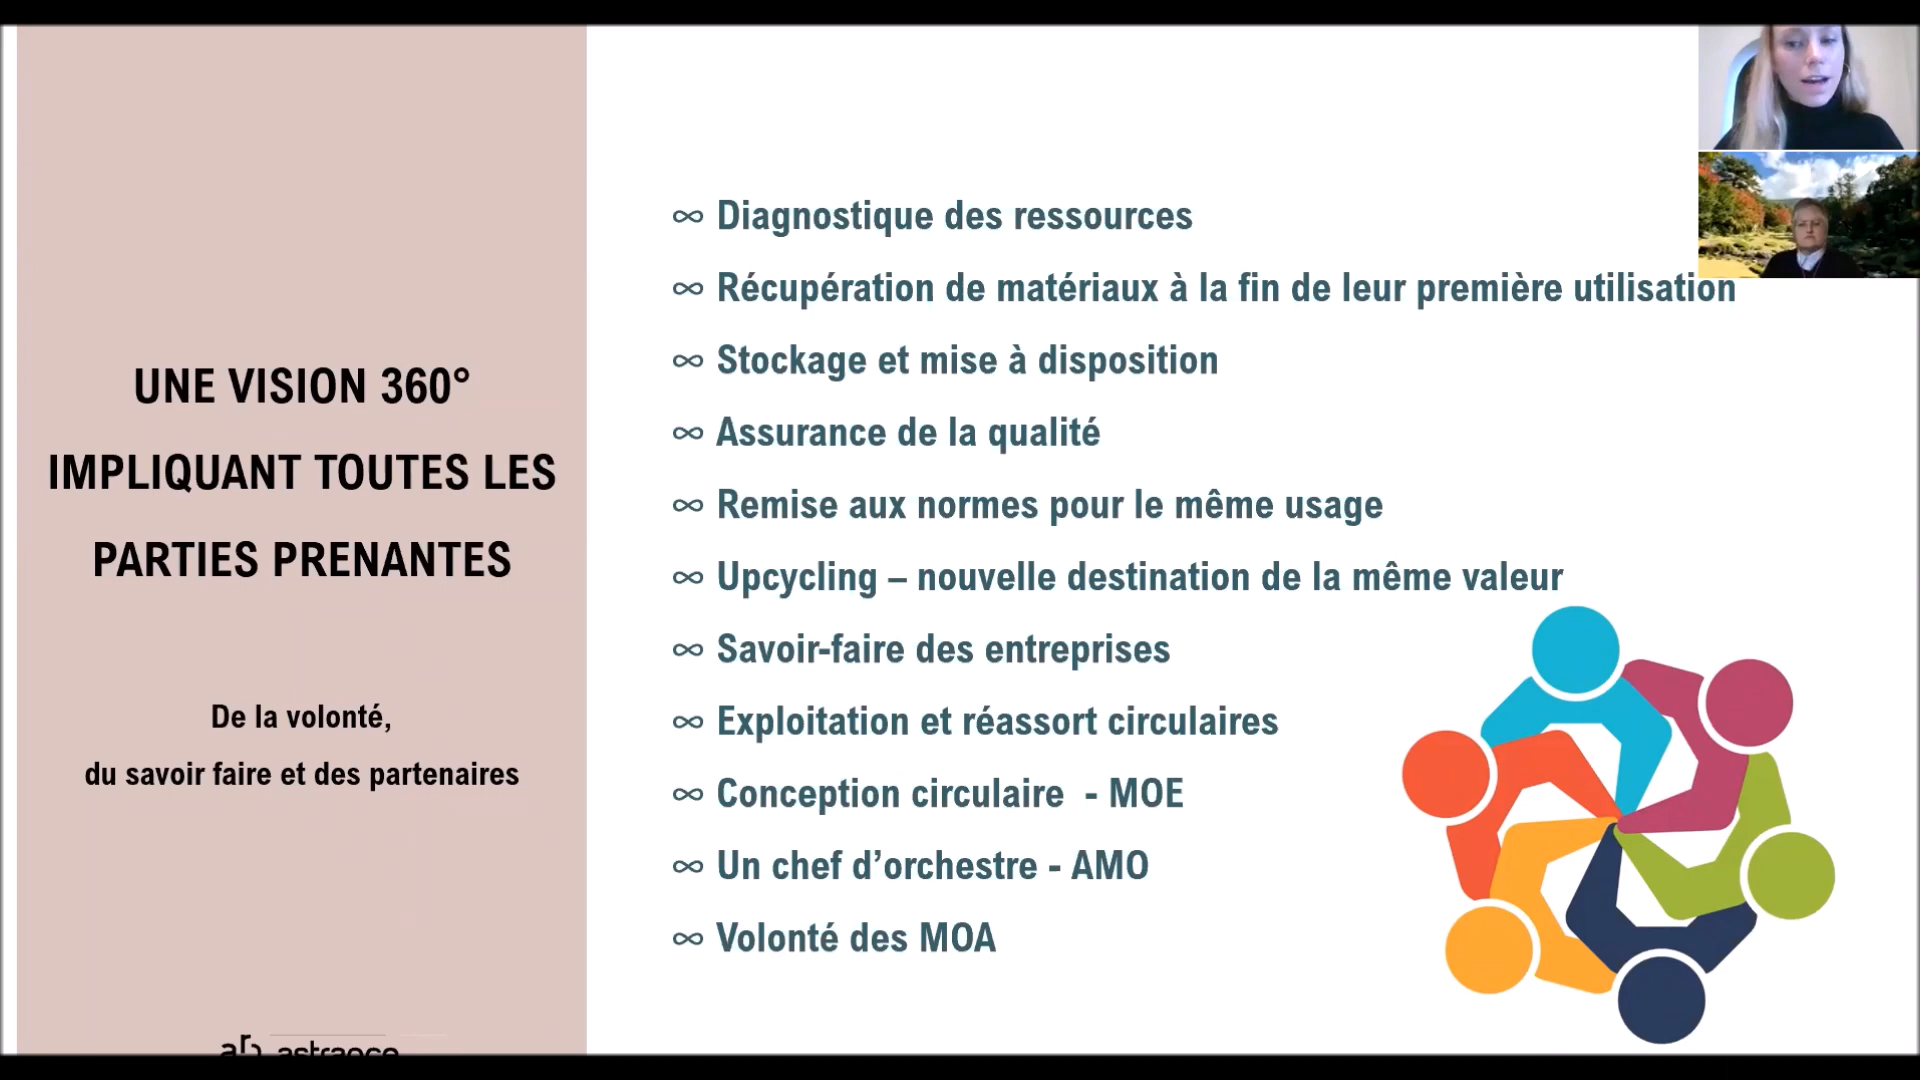 UNE VISION 360°
IMPLIQUANT TOUTES LES
PARTIES PRENANTES
De la volonté,
du savoir faire et des partenaires
∞ Diagnostique des ressources
∞ Récupération de matériaux à la fin de leur première utilisation
∞ Stockage et mise à disposition
∞ Assurance de la qualité
∞ Remise aux normes pour le même usage
∞ Upcycling – nouvelle destination de la même valeur
∞ Savoir-faire des entreprises
∞ Exploitation et réassort circulaires
∞ Conception circulaire  - MOE
∞ Un chef d’orchestre - AMO
∞ Volonté des MOA